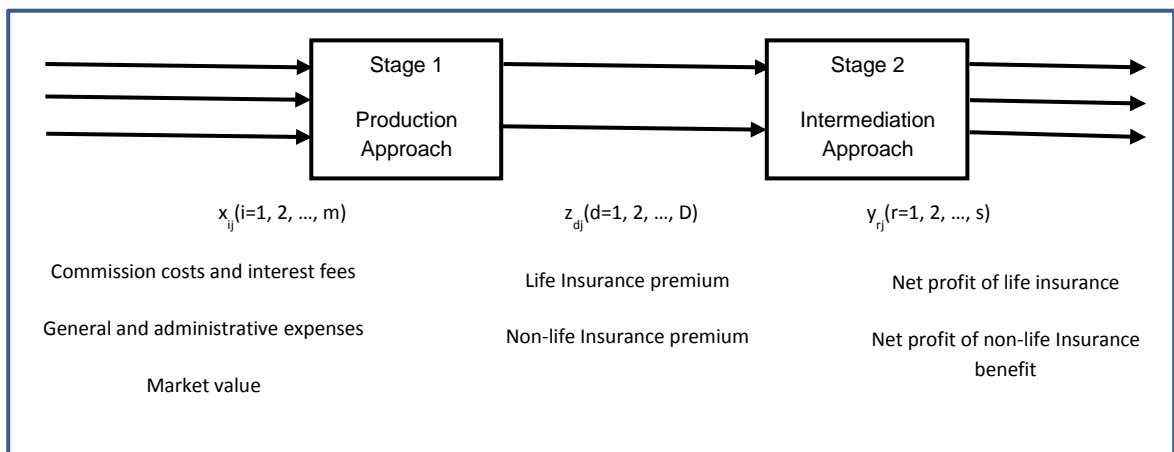 Stage 1
Production
Approach
Stage 2
Intermediation
Approach
x_ij(i=1, 2, ..., m)
z_dj(d=1, 2, ..., D)
y_rj(r=1, 2, ..., s)
Commission costs and interest fees
General and administrative expenses
Market value
Life Insurance premium
Non-life Insurance premium
Net profit of life insurance
Net profit of non-life Insurance
benefit